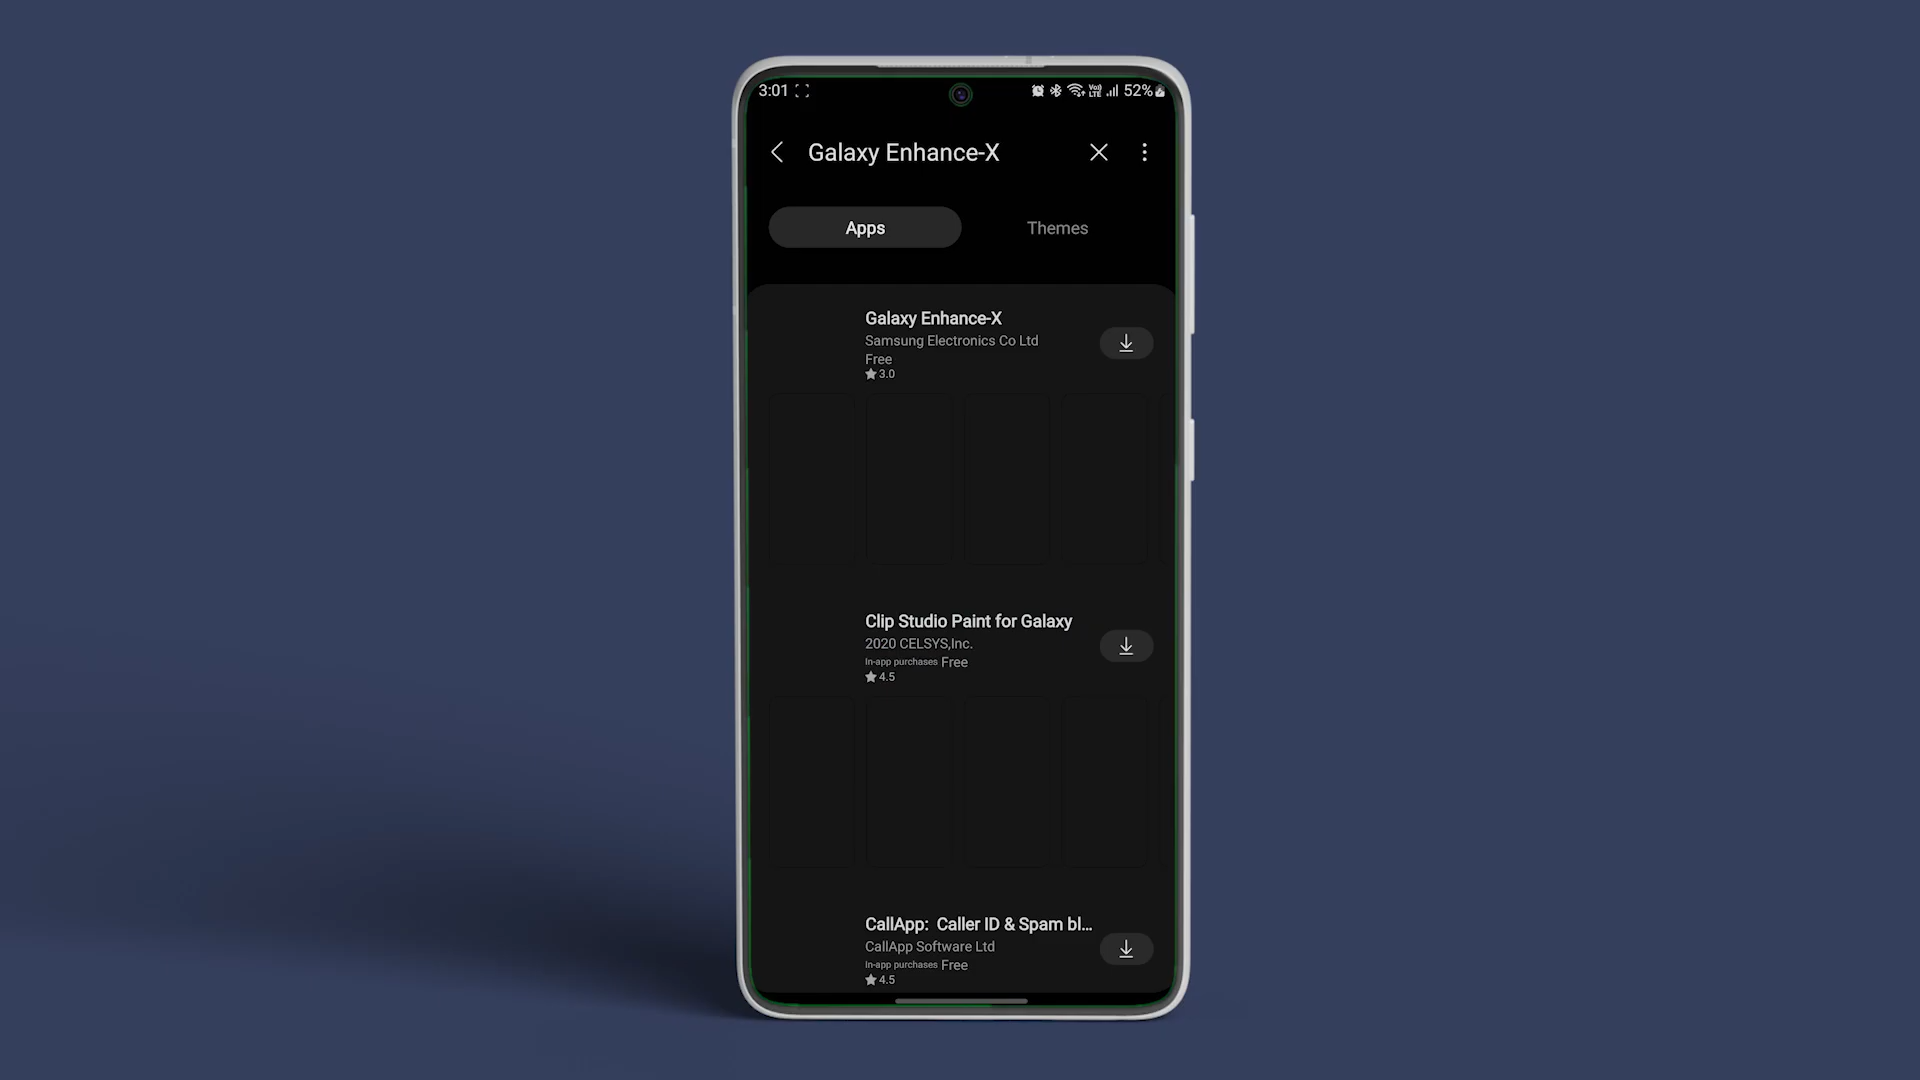 3:01 52%
Galaxy Enhance-X
Apps Themes
Galaxy Enhance-X
Samsung Electronics Co Ltd
Free
3.0
Clip Studio Paint for Galaxy
2020 CELSYS,Inc.
In-app purchases Free
4.5
CallApp: Caller ID & Spam bl...
CallApp Software Ltd
In-app purchases Free
4.5